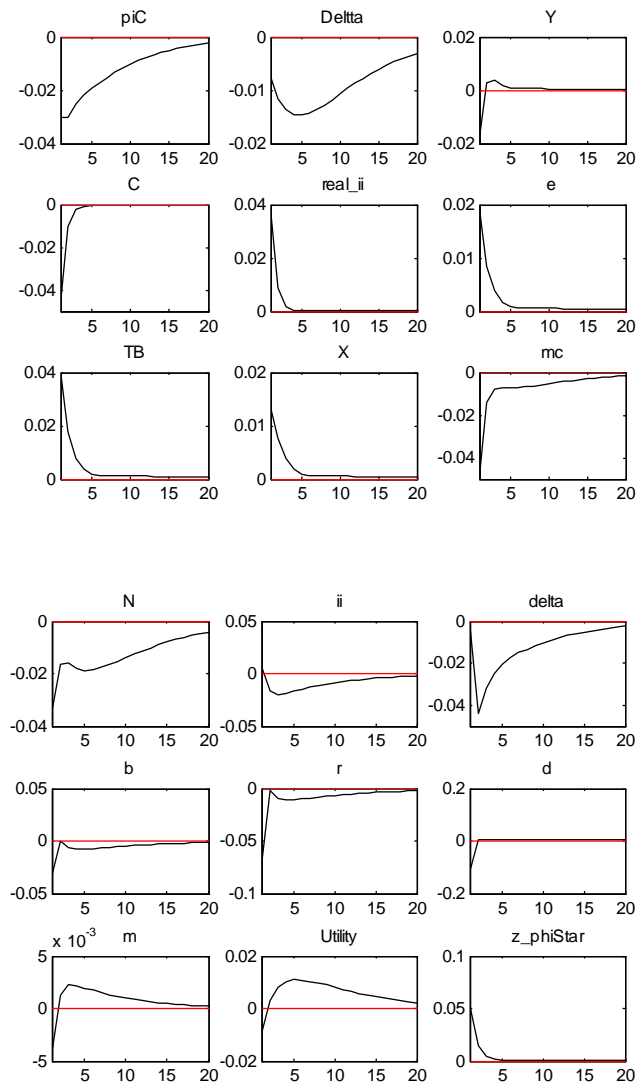 piC Deltta Y
0 0 0.02
-0.02 -0.01 0
-0.04 -0.02 -0.02
5 10 15 20 5 10 15 20 5 10 15 20
C real_ii e
0 0.04 0.02
-0.02 0.02 0.01
-0.04 0 0
5 10 15 20 5 10 15 20 5 10 15 20
TB X mc
0.04 0.02 0
0.02 0.01 -0.02
0 0 -0.04
5 10 15 20 5 10 15 20 5 10 15 20
N ii delta
0 0.05 0
-0.02 0 -0.02
-0.04 -0.05 -0.04
5 10 15 20 5 10 15 20 5 10 15 20
b r d
0.05 0 0.2
0 -0.05 0
-0.05 -0.1 -0.2
5 10 15 20 5 10 15 20 5 10 15 20
x 10⁻³ m Utility z_phiStar
5 0.02 0.1
0 0 0.05
-5 -0.02 0
5 10 15 20 5 10 15 20 5 10 15 20